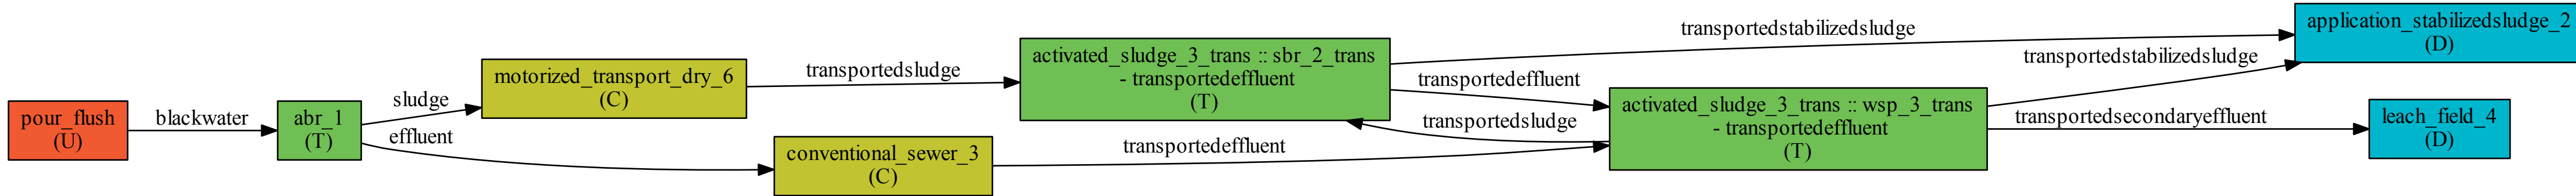 pour_flush
(U)
blackwater
abr_1
(T)
sludge
effluent
motorized_transport_dry_6
(C)
conventional_sewer_3
(C)
transportedsludge
transportedeffluent
activated_sludge_3_trans :: sbr_2_trans
- transportedeffluent
(T)
transportedstabilizedsludge
transportedeffluent
transportedsludge
activated_sludge_3_trans :: wsp_3_trans
- transportedeffluent
(T)
transportedstabilizedsludge
transportedsecondaryeffluent
application_stabilizedsludge_2
(D)
leach_field_4
(D)